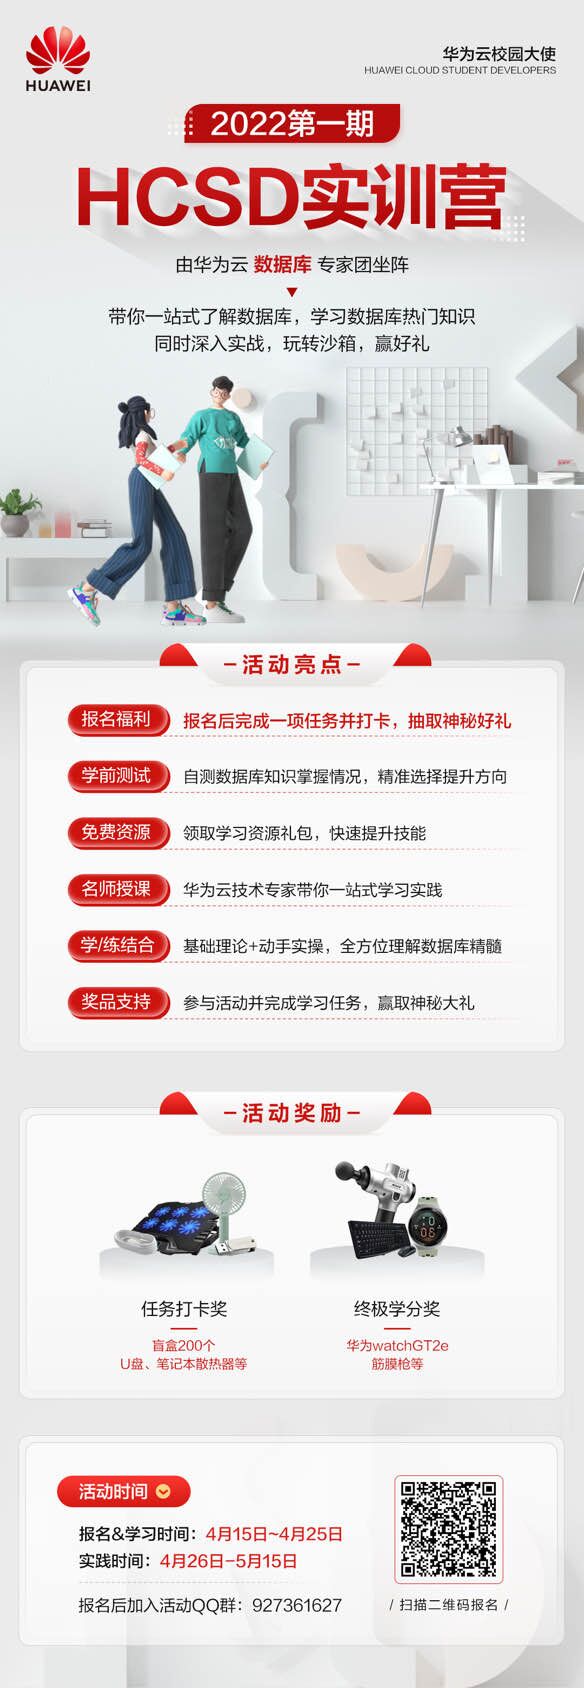 HUAWEI
华为云校园大使
HUAWEI CLOUD STUDENT DEVELOPERS
2022第一期
HCSD实训营
由华为云 数据库 专家团坐阵
带你一站式了解数据库，学习数据库热门知识
同时深入实战，玩转沙箱，赢好礼
-活动亮点-
报名福利 报名后完成一项任务并打卡，抽取神秘好礼
学前测试 自测数据库知识掌握情况，精准选择提升方向
免费资源 领取学习资源礼包，快速提升技能
名师授课 华为云技术专家带你一站式学习实践
学/练结合 基础理论+动手实操，全方位理解数据库精髓
奖品支持 参与活动并完成学习任务，赢取神秘大礼
-活动奖励-
任务打卡奖
盲盒200个
U盘、笔记本散热器等
终极学分奖
华为watchGT2e
筋膜枪等
活动时间
报名&学习时间：4月15日~4月25日
实践时间：4月26日-5月15日
报名后加入活动QQ群：927361627
/ 扫描二维码报名 /